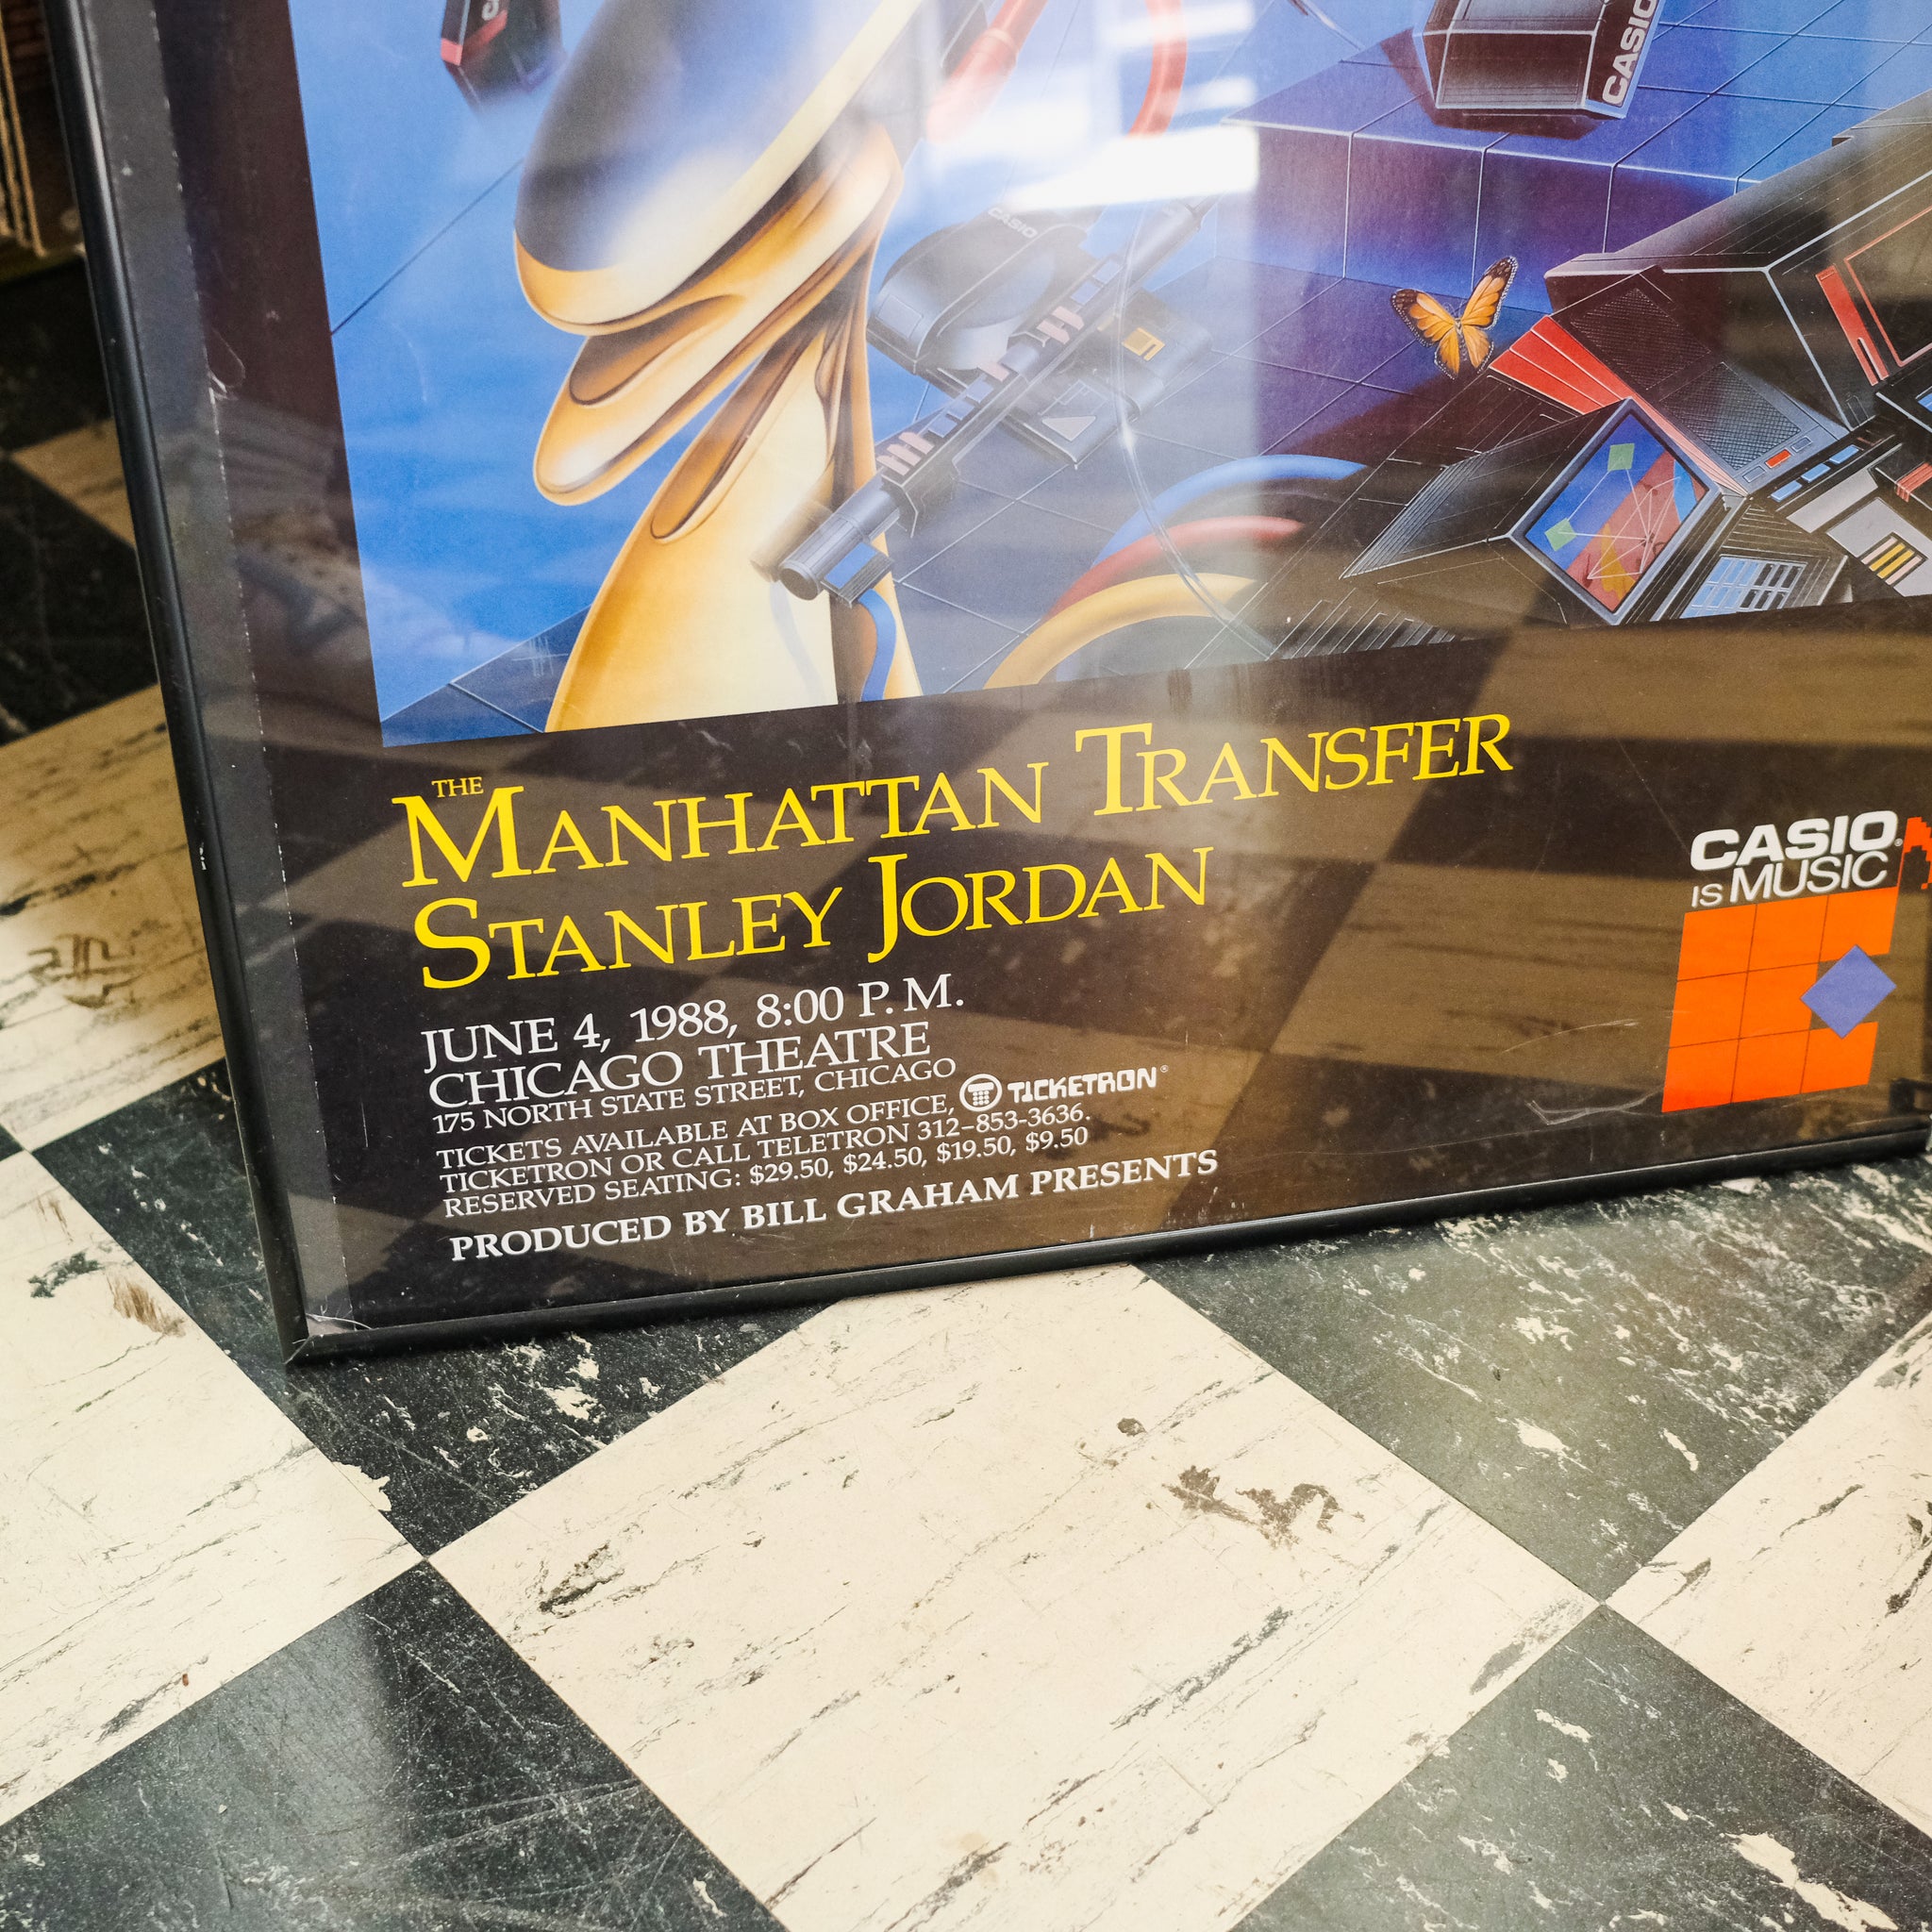 CASIO
CASIO
THE
MANHATTAN TRANSFER
STANLEY JORDAN
JUNE 4, 1988, 8:00 P.M.
CHICAGO THEATRE
175 NORTH STATE STREET, CHICAGO
TICKETS AVAILABLE AT BOX OFFICE, TICKETRON®
TICKETRON OR CALL TELETRON 312-853-3636.
RESERVED SEATING: $29.50, $24.50, $19.50, $9.50
PRODUCED BY BILL GRAHAM PRESENTS
CASIO®
IS MUSIC